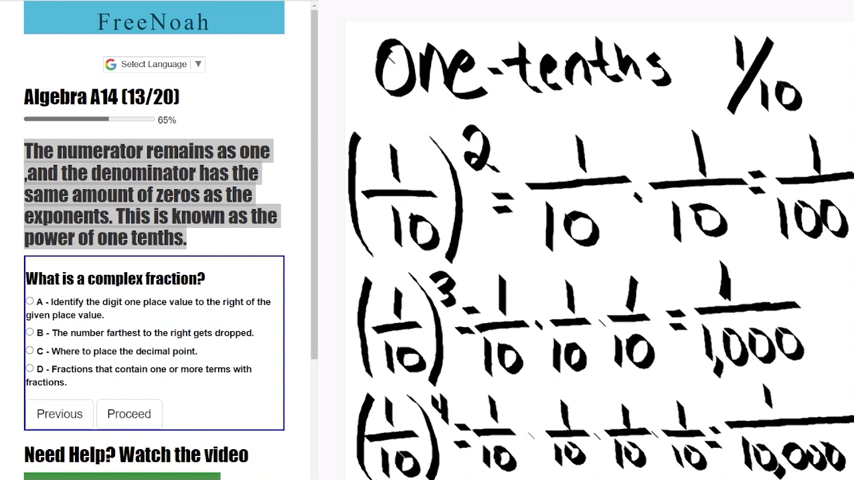 FreeNoah
Select Language ▼
Algebra A14 (13/20)
65%
The numerator remains as one
,and the denominator has the
same amount of zeros as the
exponents. This is known as the
power of one tenths.
What is a complex fraction?
A - Identify the digit one place value to the right of the
given place value.
B - The number farthest to the right gets dropped.
C - Where to place the decimal point.
D - Fractions that contain one or more terms with
fractions.
Previous Proceed
Need Help? Watch the video
One-tenths 1/10
(1/10)² = 1/10 · 1/10 = 1/100
(1/10)³ = 1/10 · 1/10 · 1/10 = 1/1,000
(1/10)⁴ = 1/10 · 1/10 · 1/10 · 1/10 = 1/10,000